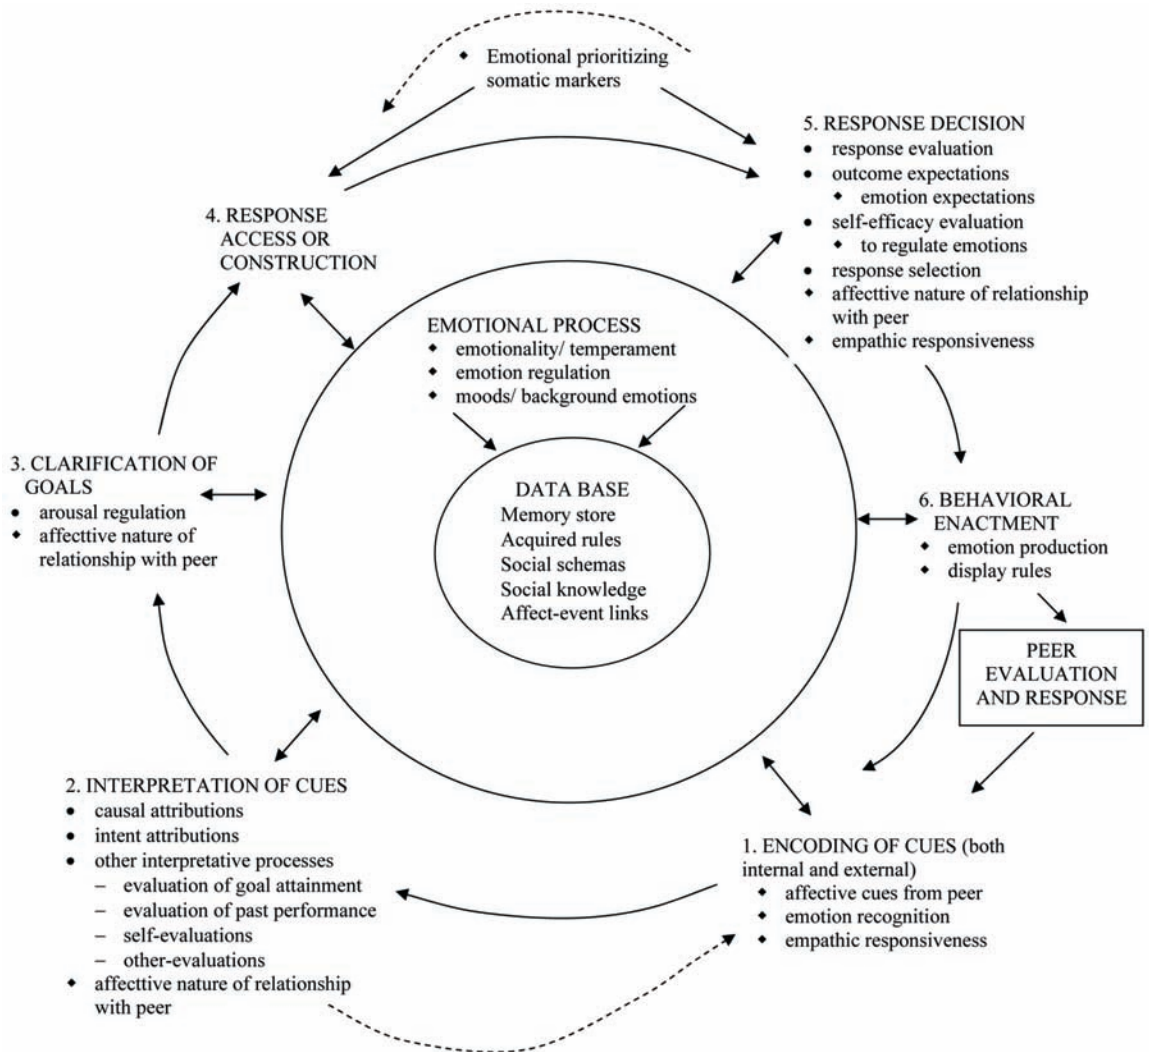 ◆ Emotional prioritizing
somatic markers
5. RESPONSE DECISION
● response evaluation
● outcome expectations
◆ emotion expectations
● self-efficacy evaluation
◆ to regulate emotions
● response selection
◆ affecttive nature of relationship
with peer
◆ empathic responsiveness
4. RESPONSE
ACCESS OR
CONSTRUCTION
EMOTIONAL PROCESS
◆ emotionality/ temperament
◆ emotion regulation
◆ moods/ background emotions
3. CLARIFICATION OF
GOALS
● arousal regulation
◆ affecttive nature of
relationship with peer
DATA BASE
Memory store
Acquired rules
Social schemas
Social knowledge
Affect-event links
6. BEHAVIORAL
ENACTMENT
◆ emotion production
◆ display rules
PEER
EVALUATION
AND RESPONSE
2. INTERPRETATION OF CUES
● causal attributions
● intent attributions
● other interpretative processes
– evaluation of goal attainment
– evaluation of past performance
– self-evaluations
– other-evaluations
◆ affecttive nature of relationship
with peer
1. ENCODING OF CUES (both
internal and external)
◆ affective cues from peer
◆ emotion recognition
◆ empathic responsiveness